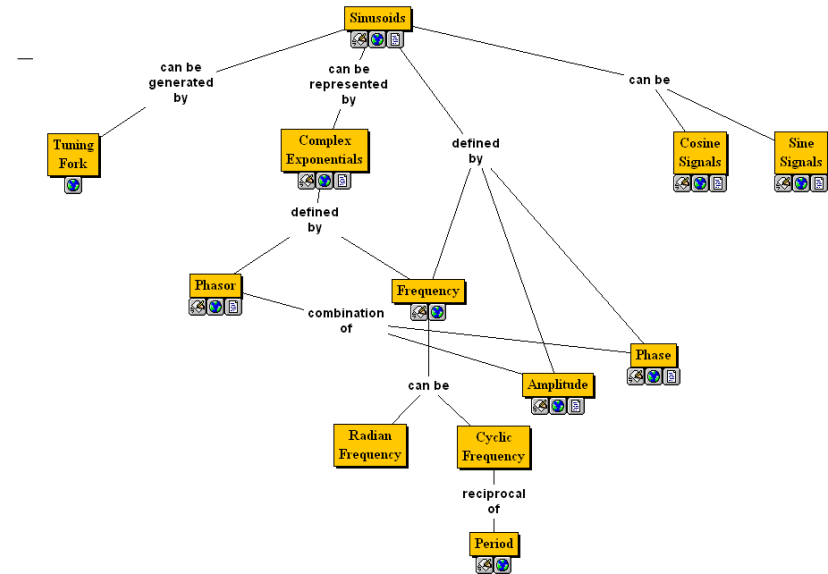 Sinusoids
can be
generated
by
can be
represented
by
can be
Tuning
Fork
Complex
Exponentials
defined
by
Cosine
Signals
Sine
Signals
defined
by
Phasor
Frequency
combination
of
Phase
can be
Amplitude
Radian
Frequency
Cyclic
Frequency
reciprocal
of
Period